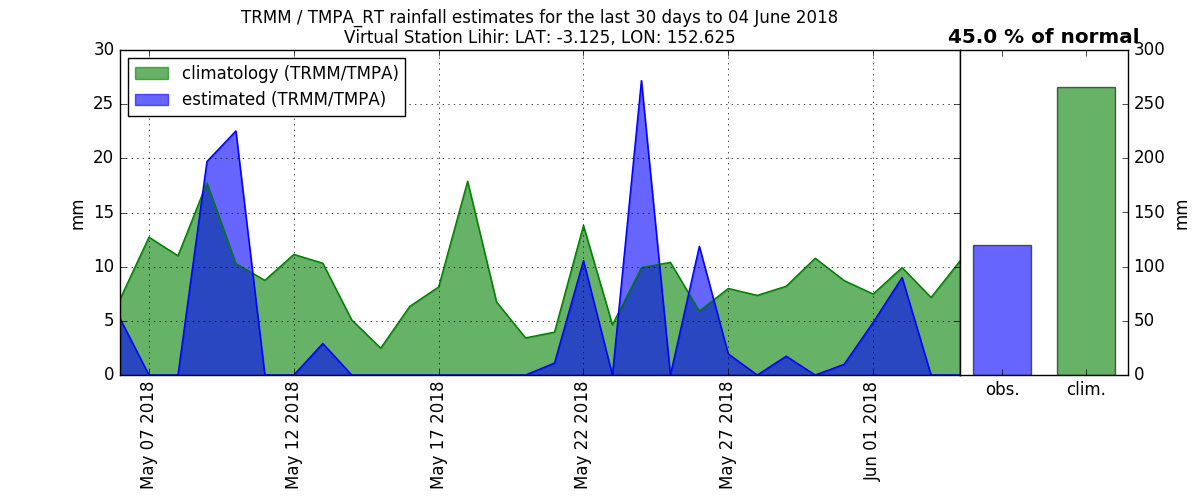 TRMM / TMPA_RT rainfall estimates for the last 30 days to 04 June 2018
Virtual Station Lihir: LAT: -3.125, LON: 152.625
45.0 % of normal
climatology (TRMM/TMPA)
estimated (TRMM/TMPA)
30
25
20
15
10
5
0
mm
May 07 2018
May 12 2018
May 17 2018
May 22 2018
May 27 2018
Jun 01 2018
obs.
clim.
300
250
200
150
100
50
0
mm